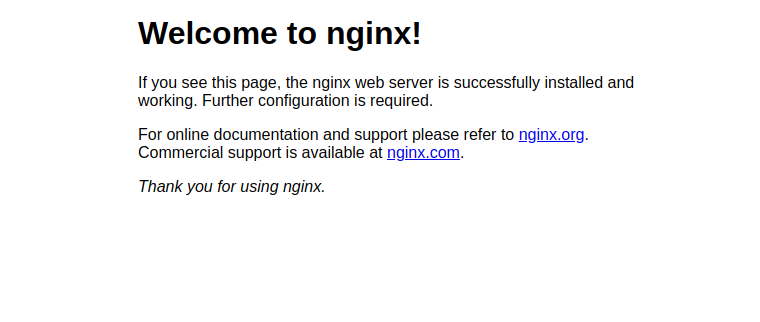 Welcome to nginx!
If you see this page, the nginx web server is successfully installed and
working. Further configuration is required.
For online documentation and support please refer to nginx.org.
Commercial support is available at nginx.com.
Thank you for using nginx.